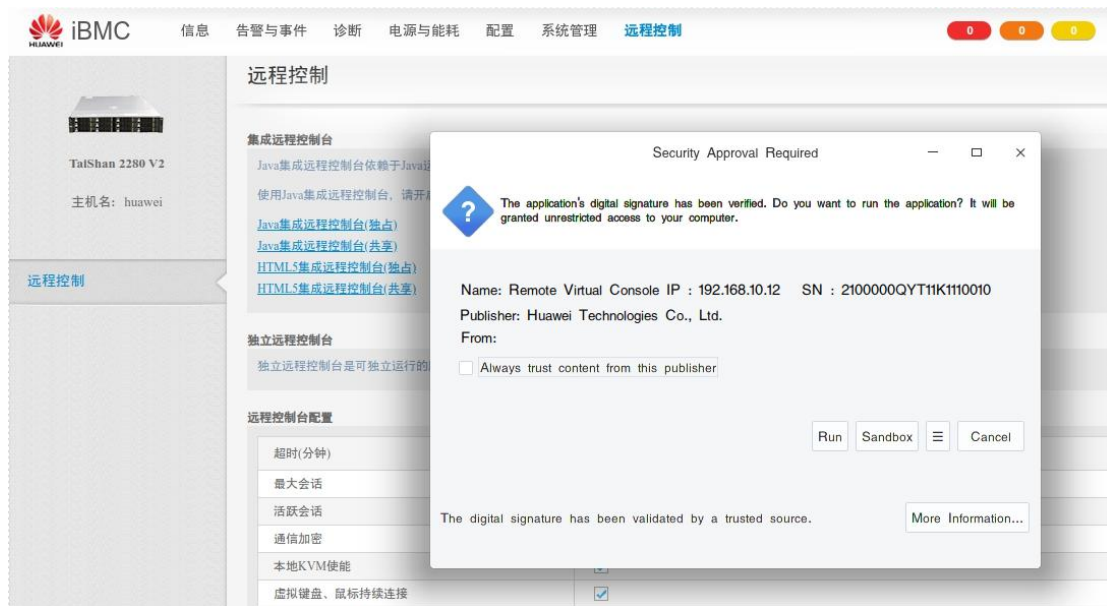 HUAWEI
iBMC 信息 告警与事件 诊断 电源与能耗 配置 系统管理 远程控制 0 0 0
远程控制
TaiShan 2280 V2
主机名: huawei
远程控制
集成远程控制台
Java集成远程控制台依赖于Java
使用Java集成远程控制台, 请开
Java集成远程控制台(独占)
Java集成远程控制台(共享)
HTML5集成远程控制台(独占)
HTML5集成远程控制台(共享)
独立远程控制台
独立远程控制台是可独立运行的
远程控制台配置
超时(分钟)
最大会话
活跃会话
通信加密
本地KVM使能
虚拟键盘、鼠标持续连接
Security Approval Required
The application's digital signature has been verified. Do you want to run the application? It will be
granted unrestricted access to your computer.
Name: Remote Virtual Console IP : 192.168.10.12 SN : 2100000QYT11K1110010
Publisher: Huawei Technologies Co., Ltd.
From:
Always trust content from this publisher
Run Sandbox Cancel
The digital signature has been validated by a trusted source.
More Information...